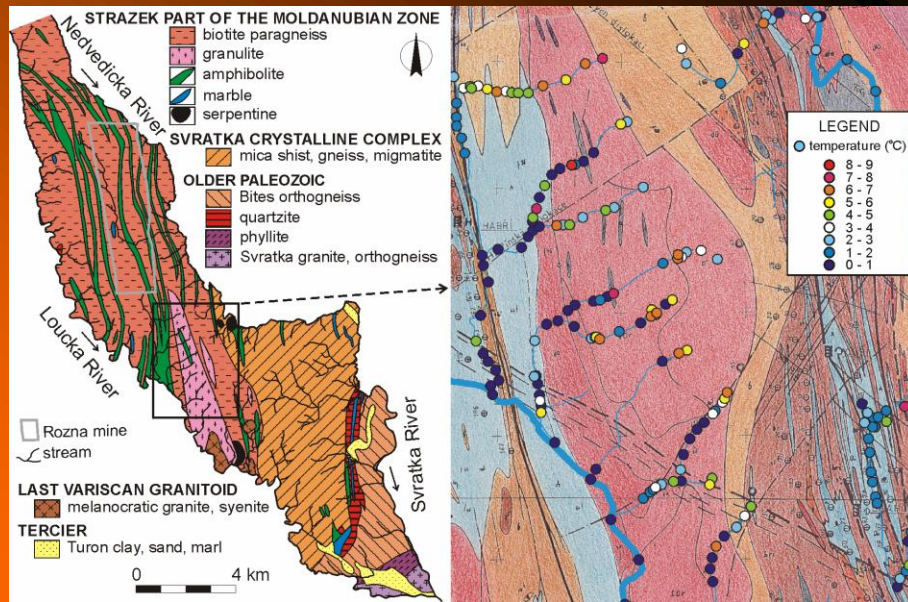 STRAZEK PART OF THE MOLDANUBIAN ZONE
biotite paragneiss
granulite
amphibolite
marble
serpentine
SVRATKA CRYSTALLINE COMPLEX
mica shist, gneiss, migmatite
OLDER PALEOZOIC
Bites orthogneiss
quartzite
phyllite
Svratka granite, orthogneiss
Nedvedicka River
Loucka River
Svratka River
Rozna mine
stream
LAST VARISCAN GRANITOID
melanocratic granite, syenite
TERCIER
Turon clay, sand, marl
0 4 km
LEGEND
temperature (°C)
8 - 9
7 - 8
6 - 7
5 - 6
4 - 5
3 - 4
2 - 3
1 - 2
0 - 1
HABŘÍ